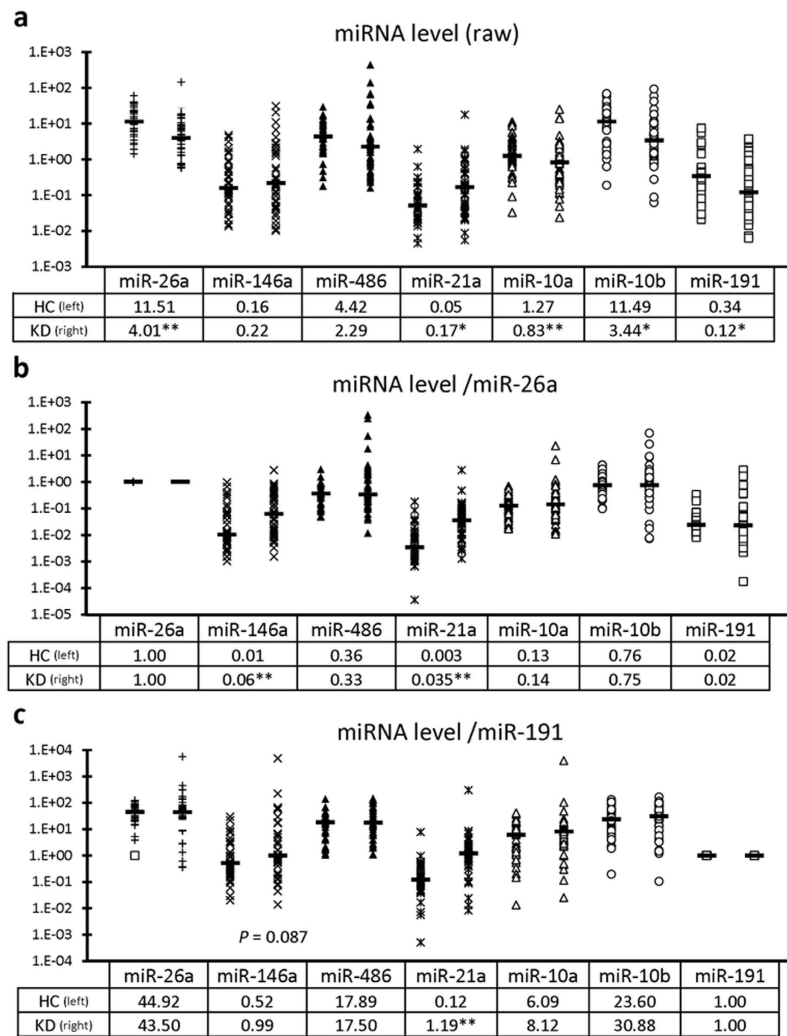 a
miRNA level (raw)
1.E+03
1.E+02
1.E+01
1.E+00
1.E-01
1.E-02
1.E-03
miR-26a miR-146a miR-486 miR-21a miR-10a miR-10b miR-191
HC (left) 11.51 0.16 4.42 0.05 1.27 11.49 0.34
KD (right) 4.01** 0.22 2.29 0.17* 0.83** 3.44* 0.12*
b
miRNA level /miR-26a
1.E+03
1.E+02
1.E+01
1.E+00
1.E-01
1.E-02
1.E-03
1.E-04
1.E-05
miR-26a miR-146a miR-486 miR-21a miR-10a miR-10b miR-191
HC (left) 1.00 0.01 0.36 0.003 0.13 0.76 0.02
KD (right) 1.00 0.06** 0.33 0.035** 0.14 0.75 0.02
c
miRNA level /miR-191
1.E+04
1.E+03
1.E+02
1.E+01
1.E+00
1.E-01
1.E-02
1.E-03
1.E-04
P = 0.087
miR-26a miR-146a miR-486 miR-21a miR-10a miR-10b miR-191
HC (left) 44.92 0.52 17.89 0.12 6.09 23.60 1.00
KD (right) 43.50 0.99 17.50 1.19** 8.12 30.88 1.00